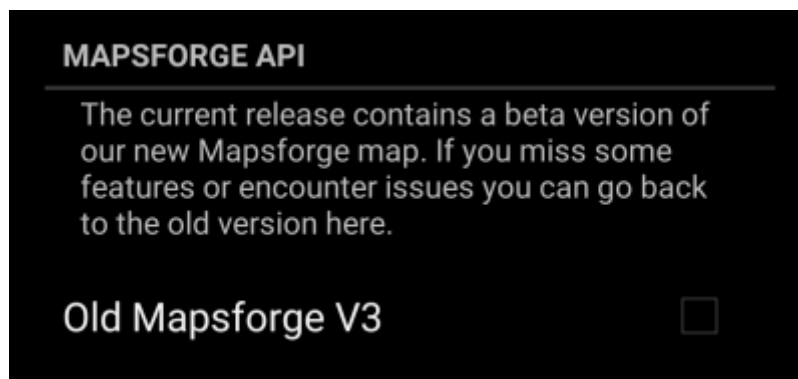 MAPSFORGE API
The current release contains a beta version of
our new Mapsforge map. If you miss some
features or encounter issues you can go back
to the old version here.
Old Mapsforge V3